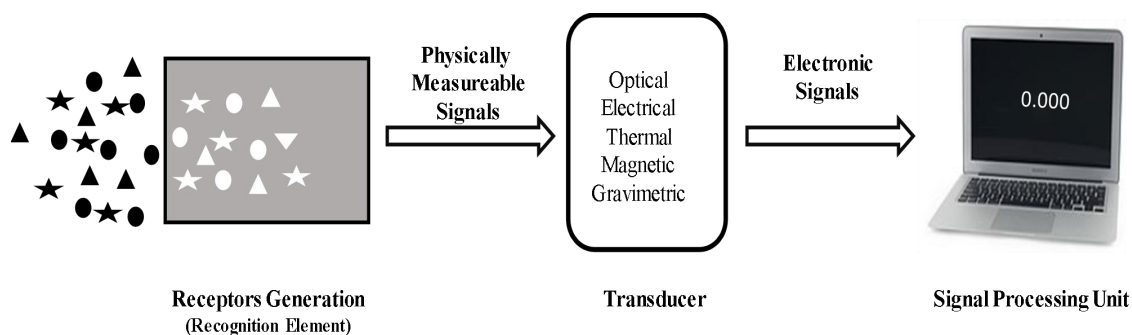 Physically
Measureable
Signals
Optical
Electrical
Thermal
Magnetic
Gravimetric
Electronic
Signals
0.000
Receptors Generation
(Recognition Element)
Transducer
Signal Processing Unit